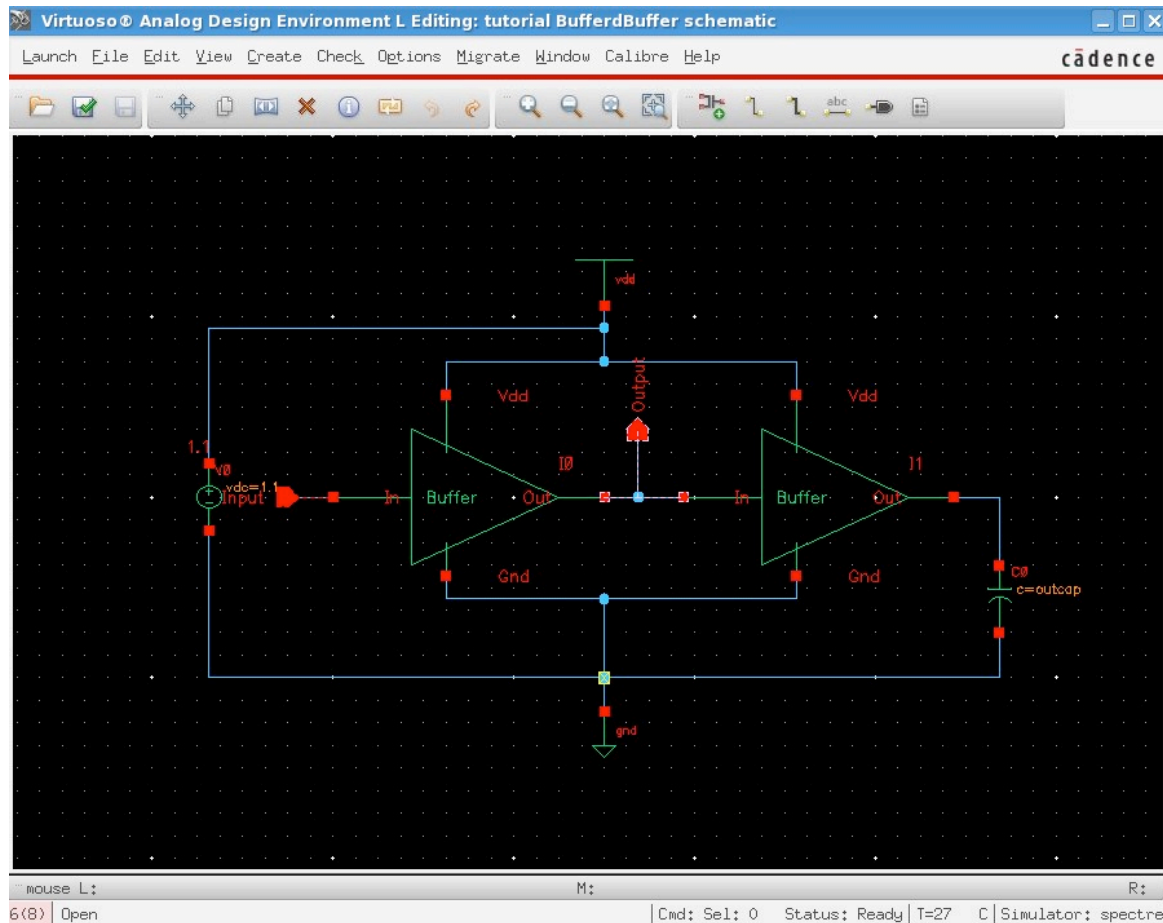 Virtuoso® Analog Design Environment L Editing: tutorial BufferdBuffer schematic
Launch File Edit View Create Check Options Migrate Window Calibre Help
cādence
abc
vdd
Output
Vdd
Vdd
1.1
V0
vdc=1.1
Input
In
Buffer
Out
I0
In
Buffer
Out
I1
Gnd
Gnd
C0
c=outcap
gnd
mouse L: M: R:
6(8) Open Cmd: Sel: 0 Status: Ready T=27 C Simulator: spectre